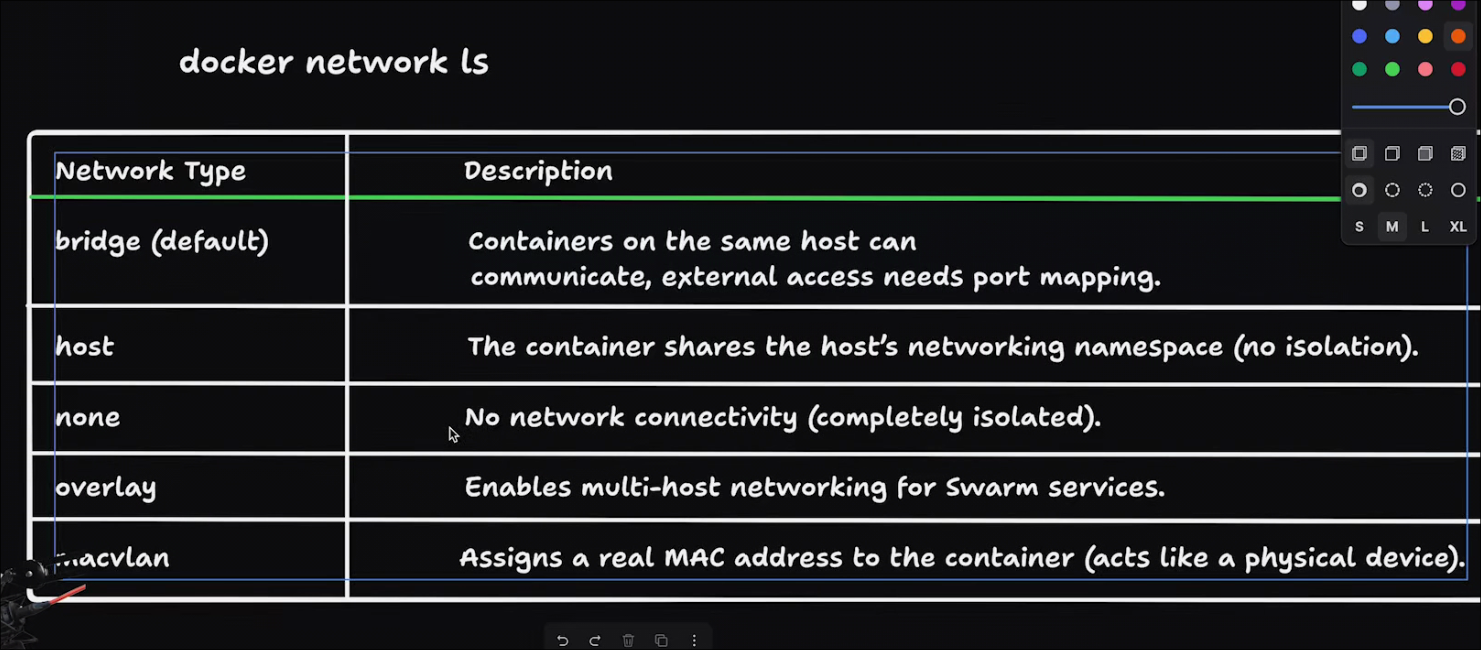 docker network ls
Network Type
Description
bridge (default)
Containers on the same host can
communicate, external access needs port mapping.
host
The container shares the host's networking namespace (no isolation).
none
No network connectivity (completely isolated).
overlay
Enables multi-host networking for Swarm services.
macvlan
Assigns a real MAC address to the container (acts like a physical device).
S M L XL